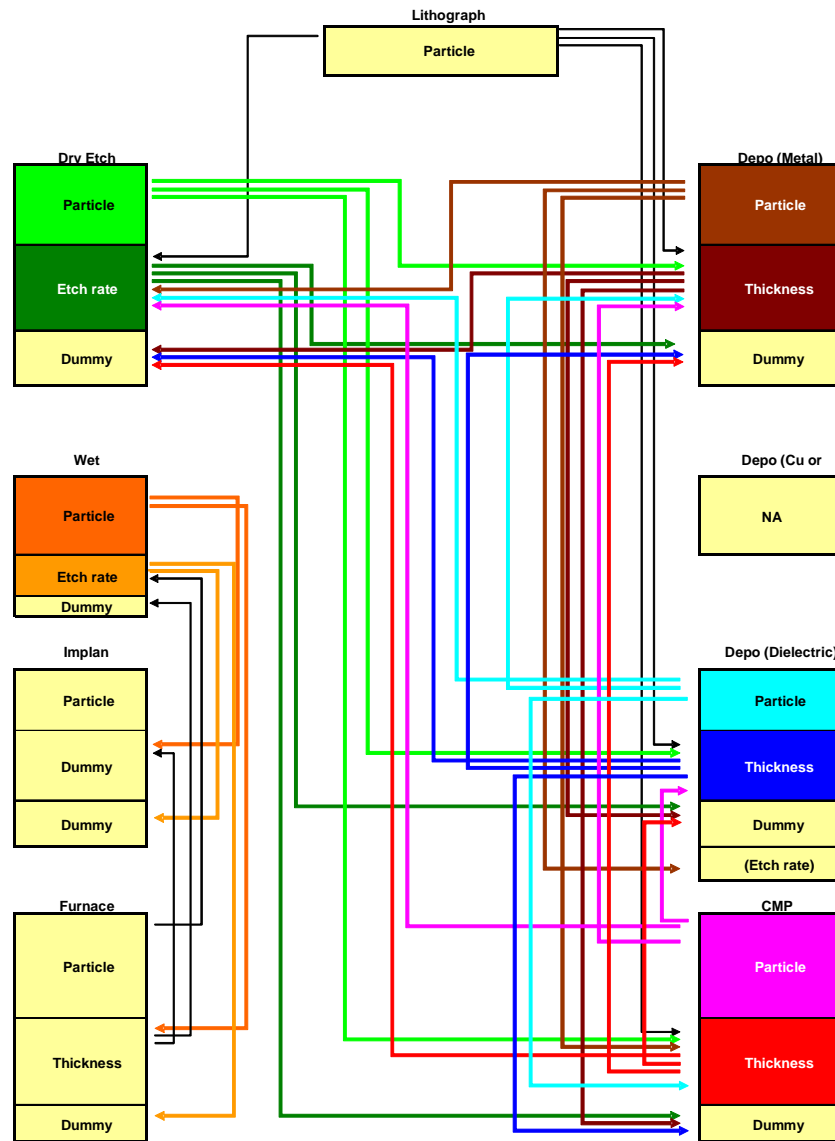 Lithograph
Particle
Dry Etch
Particle
Etch rate
Dummy
Depo (Metal)
Particle
Thickness
Dummy
Wet
Particle
Etch rate
Dummy
Depo (Cu or
NA
Implan
Particle
Dummy
Dummy
Depo (Dielectric)
Particle
Thickness
Dummy
(Etch rate)
Furnace
Particle
Thickness
Dummy
CMP
Particle
Thickness
Dummy